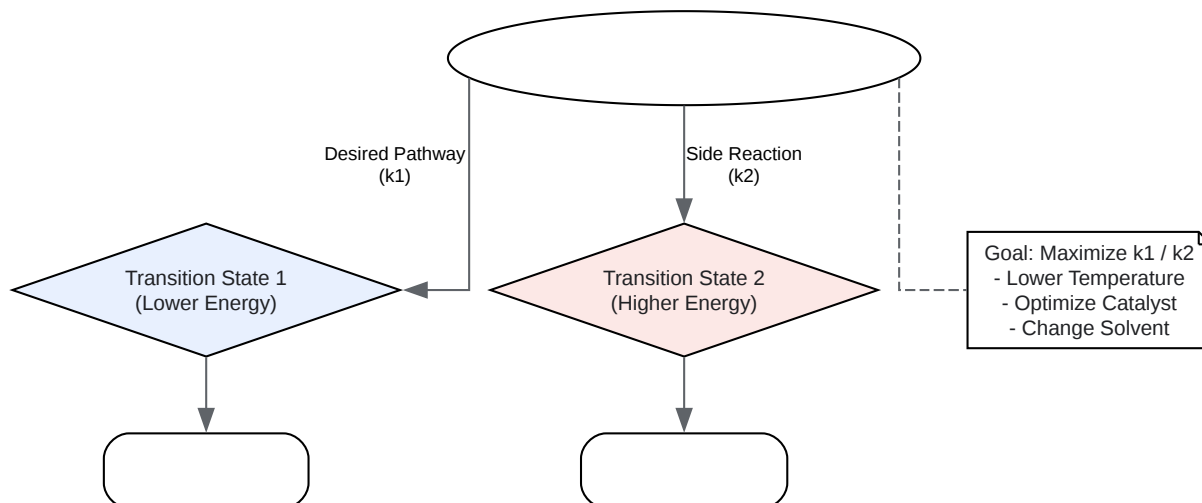 Desired Pathway
(k1)
Side Reaction
(k2)
Transition State 1
(Lower Energy)
Transition State 2
(Higher Energy)
Goal: Maximize k1 / k2
- Lower Temperature
- Optimize Catalyst
- Change Solvent